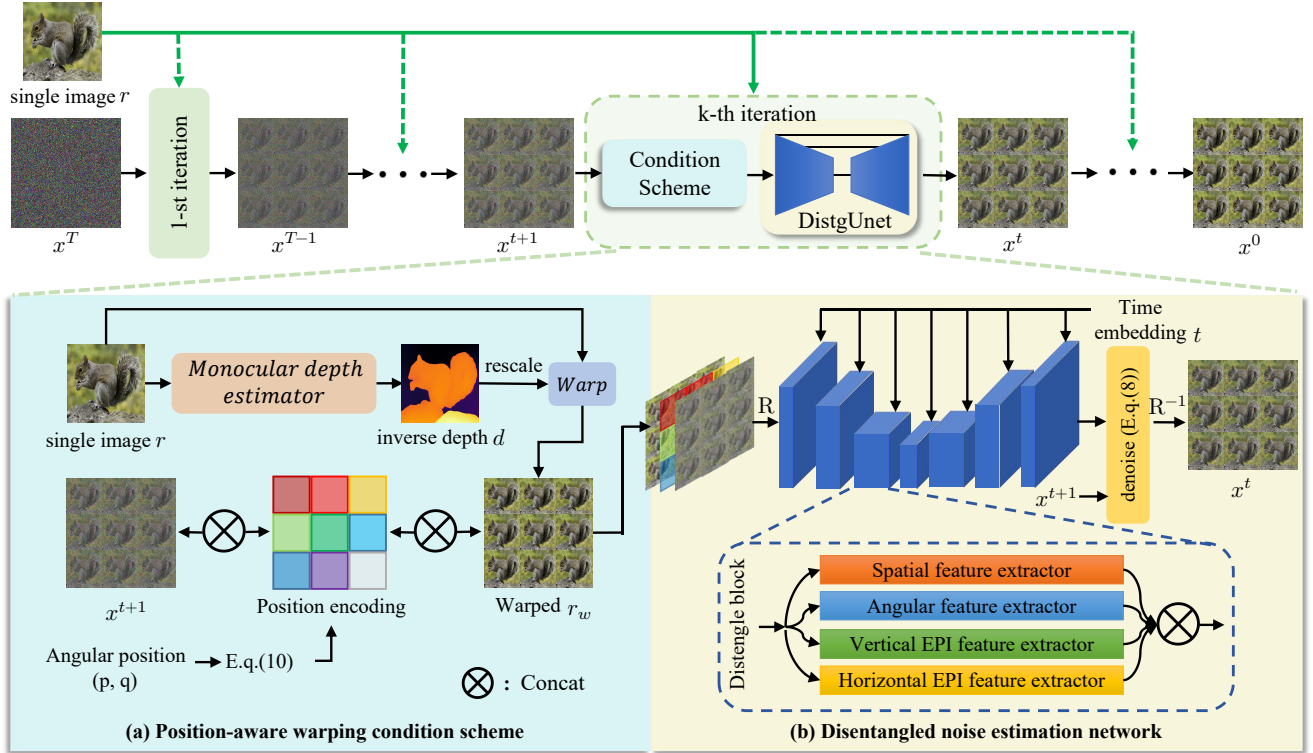 single image r
1-st iteration
k-th iteration
Condition
Scheme
DistgUnet
x^T
x^{T-1}
x^{t+1}
x^t
x^0
Monocular depth
estimator
rescale
Warp
single image r
inverse depth d
x^{t+1}
Position encoding
Warped r_w
Angular position
(p, q)
E.q.(10)
: Concat
(a) Position-aware warping condition scheme
Time
embedding t
R
denoise (E.q.(8))
R^{-1}
x^{t+1}
x^t
Distengle block
Spatial feature extractor
Angular feature extractor
Vertical EPI feature extractor
Horizontal EPI feature extractor
(b) Disentangled noise estimation network